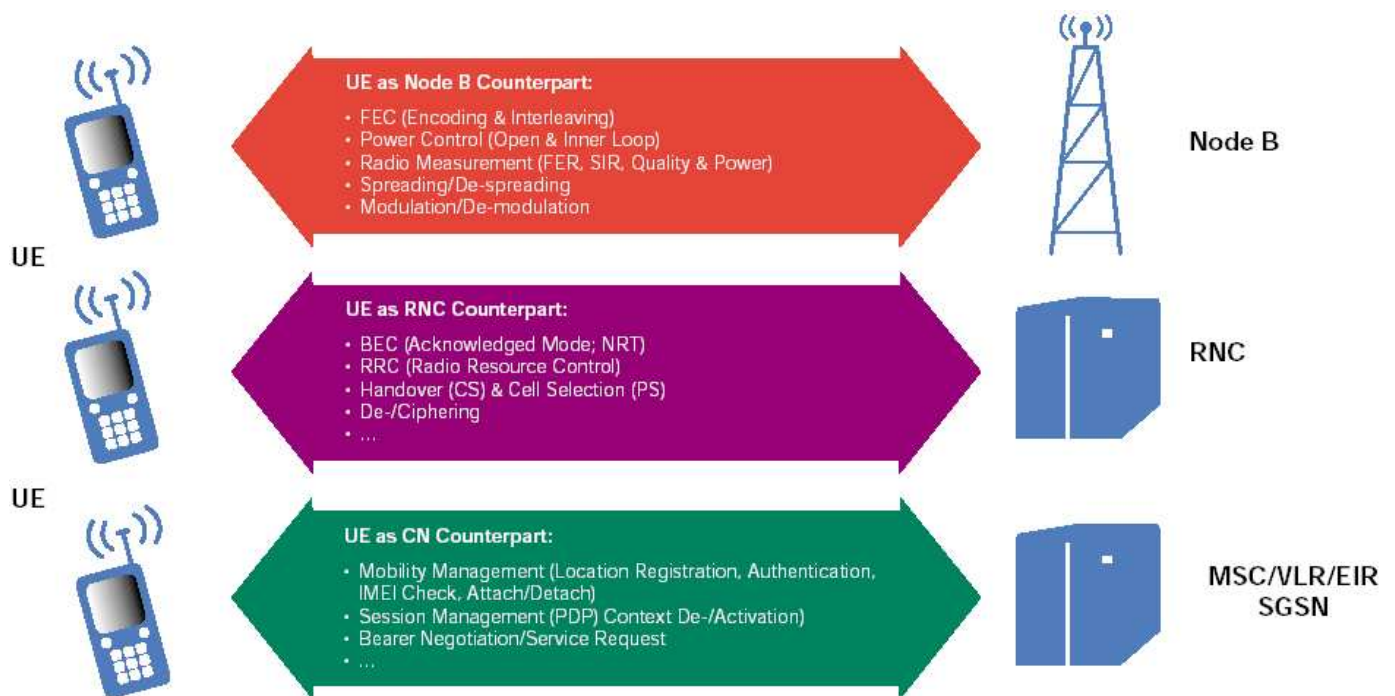 UE as Node B Counterpart:
• FEC (Encoding & Interleaving)
• Power Control (Open & Inner Loop)
• Radio Measurement (FER, SIR, Quality & Power)
• Spreading/De-spreading
• Modulation/De-modulation
Node B
UE
UE as RNC Counterpart:
• BEC (Acknowledged Mode; NRT)
• RRC (Radio Resource Control)
• Handover (CS) & Cell Selection (PS)
• De-/Ciphering
• ...
RNC
UE
UE as CN Counterpart:
• Mobility Management (Location Registration, Authentication,
IMEI Check, Attach/Detach)
• Session Management (PDP) Context De-/Activation)
• Bearer Negotiation/Service Request
• ...
MSC/VLR/EIR
SGSN